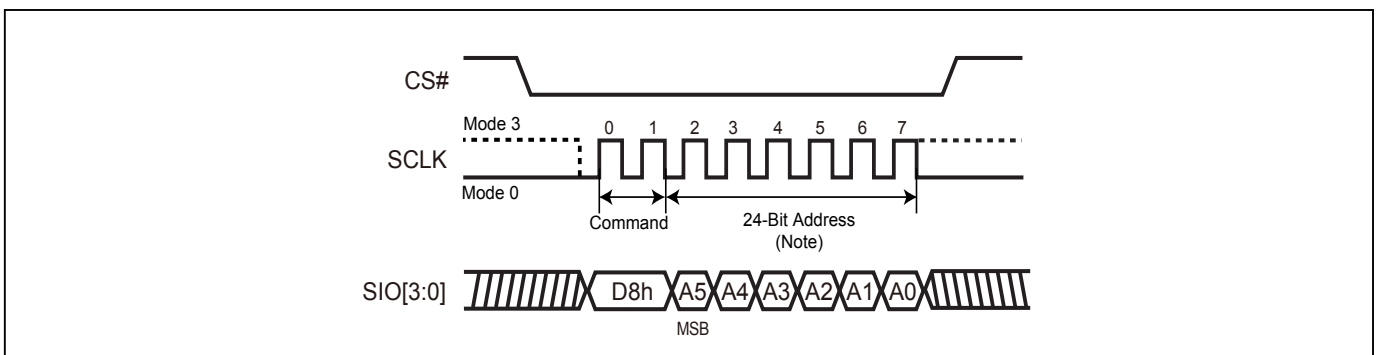 CS#
Mode 3
0 1 2 3 4 5 6 7
SCLK
Mode 0
Command
24-Bit Address
(Note)
SIO[3:0]
D8h A5 A4 A3 A2 A1 A0
MSB